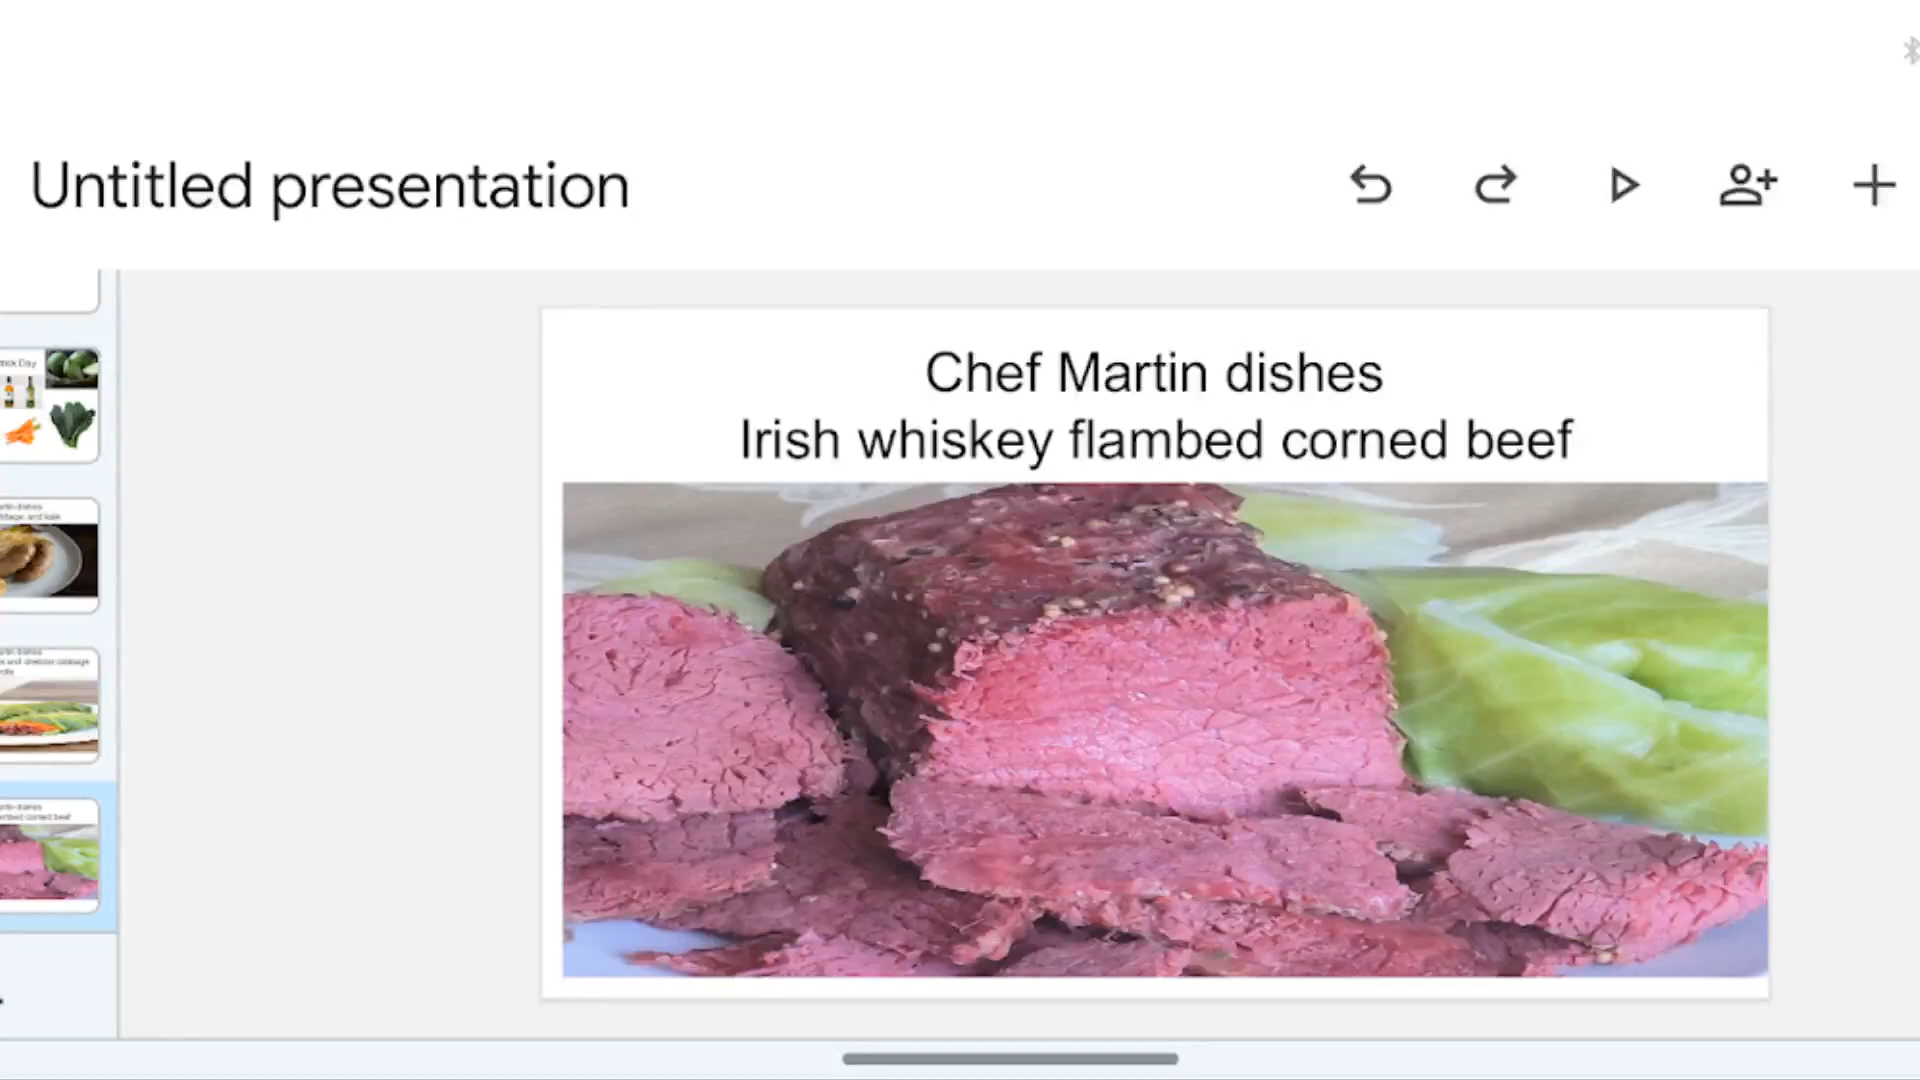 Untitled presentation
Chef Martin dishes
Irish whiskey flambed corned beef